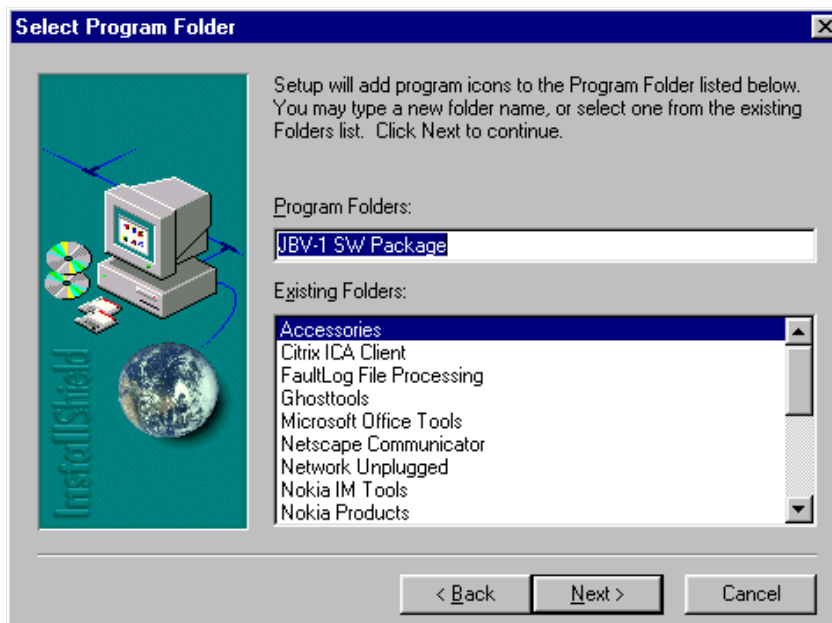 Select Program Folder
Setup will add program icons to the Program Folder listed below.
You may type a new folder name, or select one from the existing
Folders list.  Click Next to continue.
Program Folders:
JBV-1 SW Package
Existing Folders:
Accessories
Citrix ICA Client
FaultLog File Processing
Ghosttools
Microsoft Office Tools
Netscape Communicator
Network Unplugged
Nokia IM Tools
Nokia Products
InstallShield
< Back
Next >
Cancel